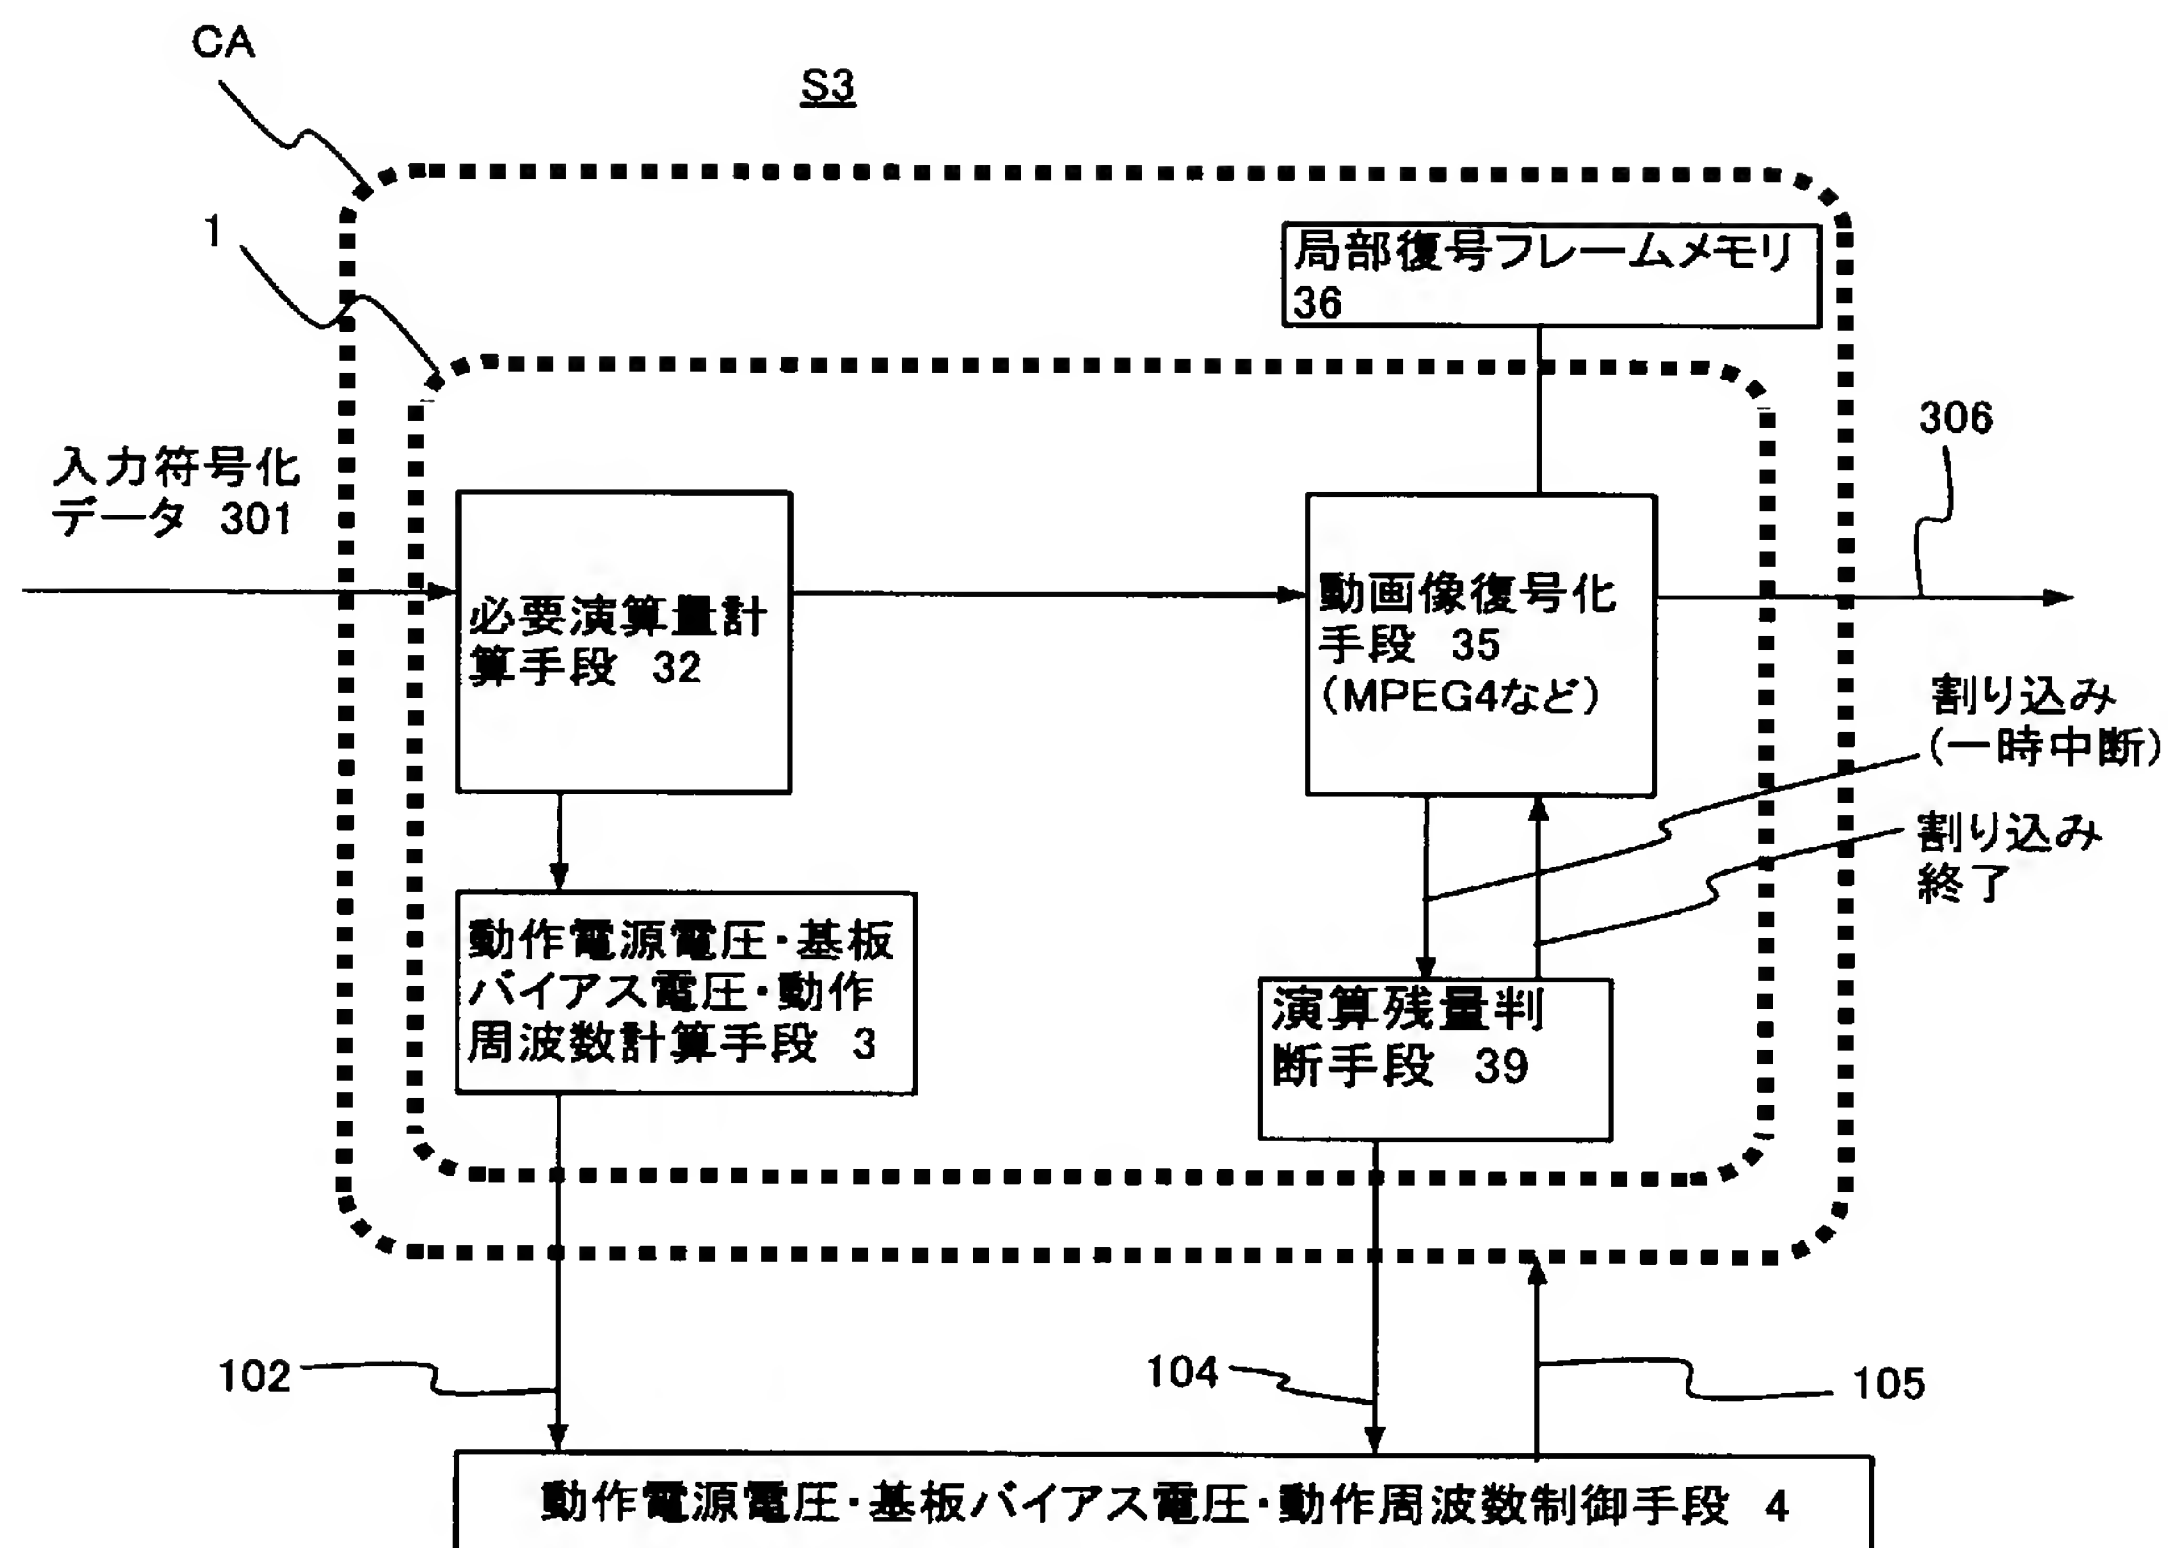 CA
S3
1
局部復号フレームメモリ
36
306
入力符号化
データ 301
必要演算量計
算手段 32
動画像復号化
手段 35
(MPEG4など)
割り込み
(一時中断)
割り込み
終了
動作電源電圧・基板
バイアス電圧・動作
周波数計算手段 3
演算残量判
断手段 39
102
104
105
動作電源電圧・基板バイアス電圧・動作周波数制御手段 4